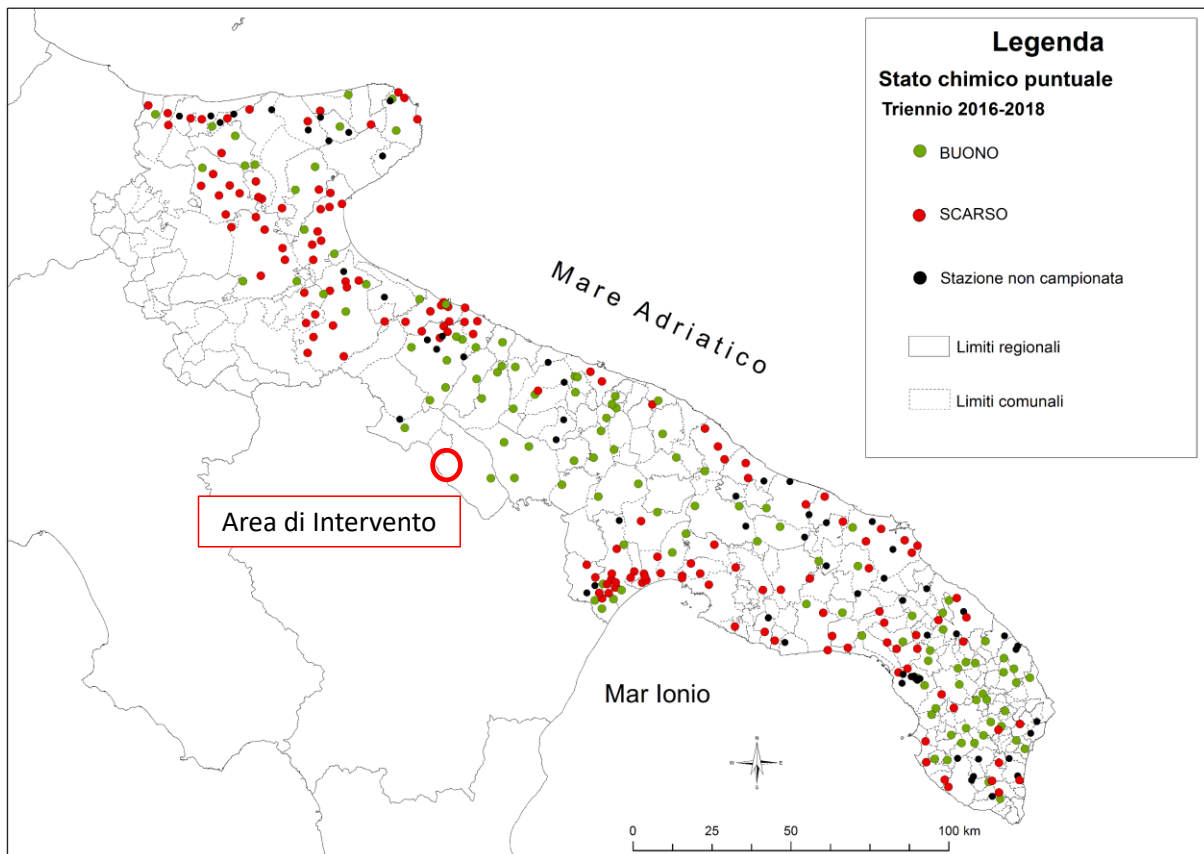 Legenda
Stato chimico puntuale
Triennio 2016-2018
BUONO
SCARSO
Stazione non campionata
Limiti regionali
Limiti comunali
Mare Adriatico
Area di Intervento
Mar Ionio
N
W E
S
0 25 50 100 km